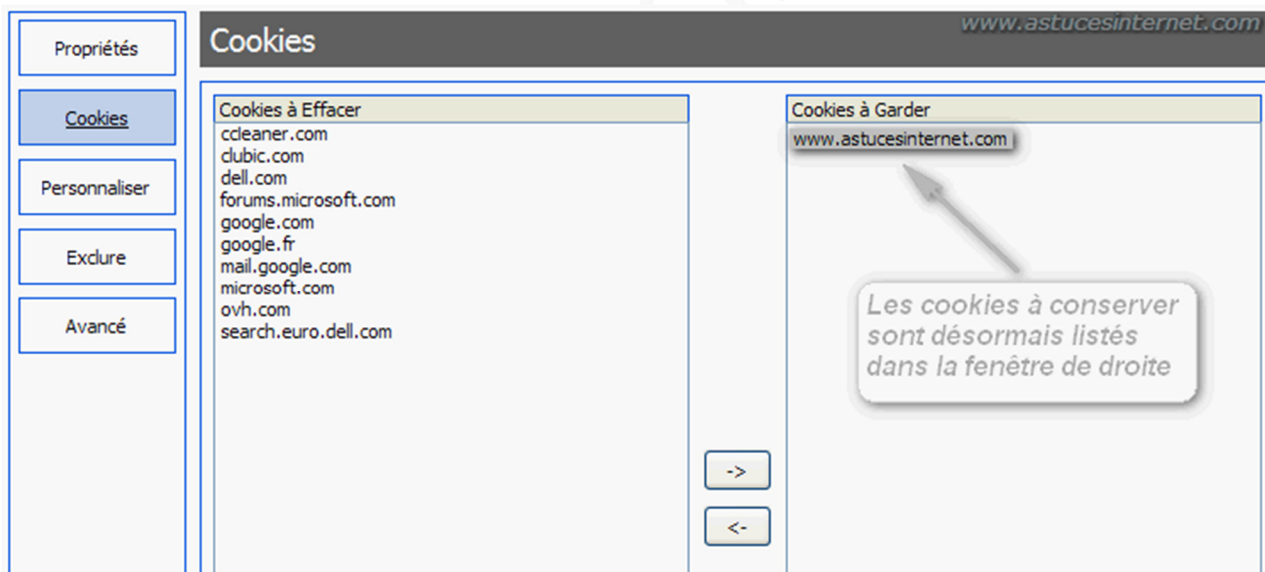 Propriétés
Cookies
Personnaliser
Exclure
Avancé
Cookies
www.astucesinternet.com
Cookies à Effacer
ccleaner.com
clubic.com
dell.com
forums.microsoft.com
google.com
google.fr
mail.google.com
microsoft.com
ovh.com
search.euro.dell.com
->
<-
Cookies à Garder
www.astucesinternet.com
Les cookies à conserver
sont désormais listés
dans la fenêtre de droite